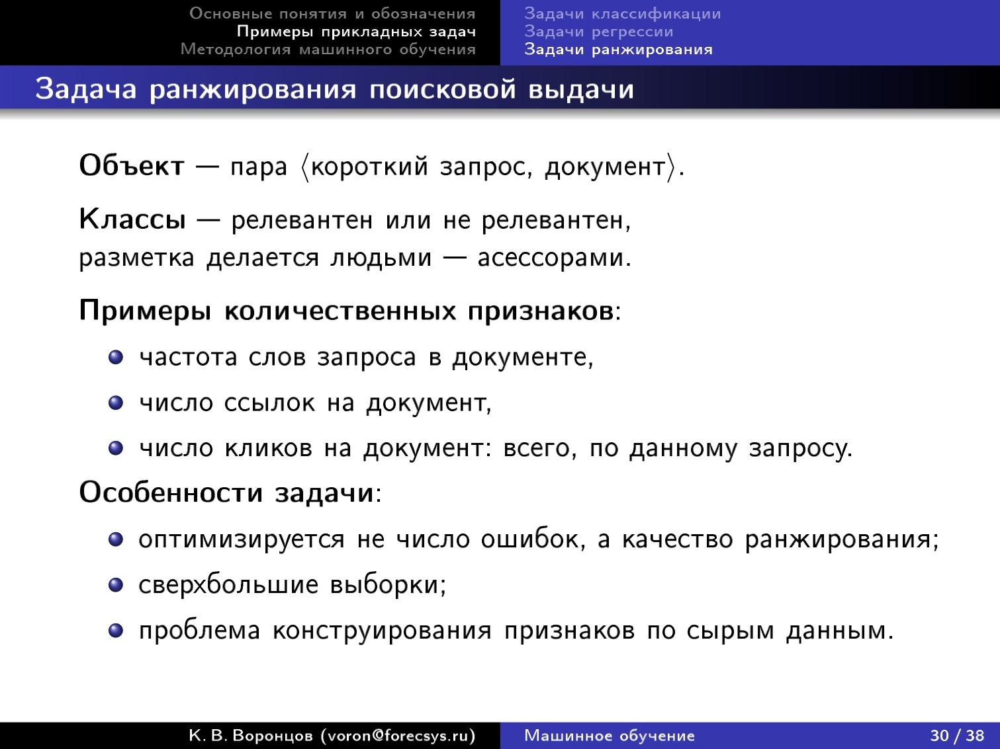 Основные понятия и обозначения
Примеры прикладных задач
Методология машинного обучения
Задачи классификации
Задачи регрессии
Задачи ранжирования
Задача ранжирования поисковой выдачи
Объект — пара ⟨короткий запрос, документ⟩.
Классы — релевантен или не релевантен,
разметка делается людьми — асессорами.
Примеры количественных признаков:
частота слов запроса в документе,
число ссылок на документ,
число кликов на документ: всего, по данному запросу.
Особенности задачи:
оптимизируется не число ошибок, а качество ранжирования;
сверхбольшие выборки;
проблема конструирования признаков по сырым данным.
К. В. Воронцов (voron@forecsys.ru)
Машинное обучение
30 / 38